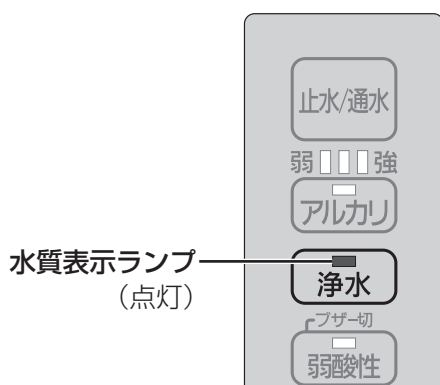 止水/通水
弱 強
アルカリ
水質表示ランプ
(点灯)
浄水
ブザー切
弱酸性